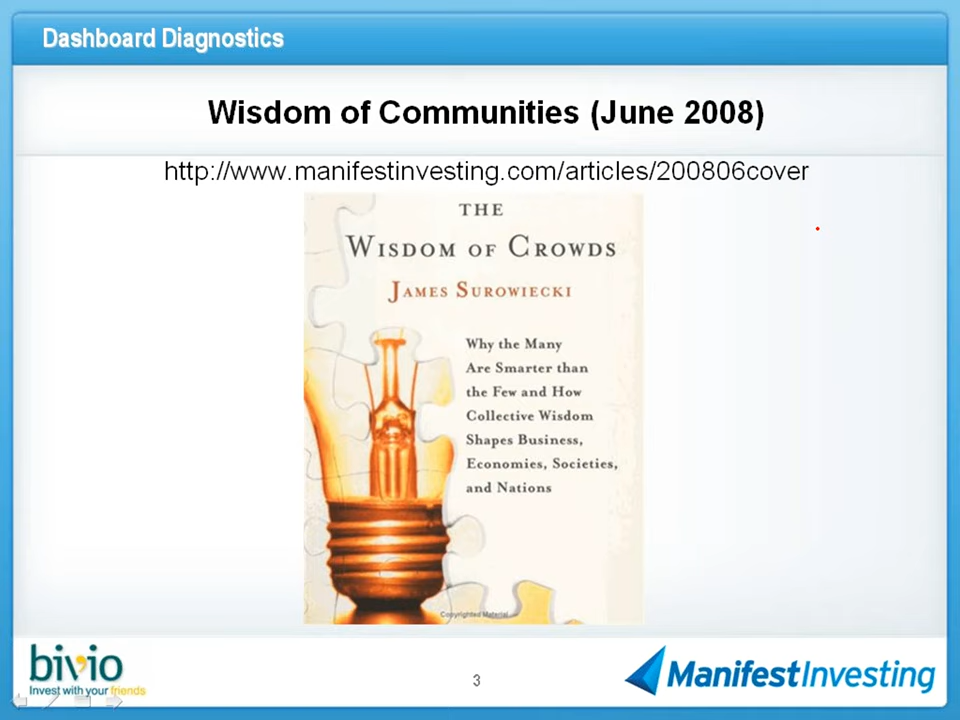 Dashboard Diagnostics
Wisdom of Communities (June 2008)
http://www.manifestinvesting.com/articles/200806cover
THE
WISDOM OF CROWDS
JAMES SUROWIECKI
Why the Many
Are Smarter than
the Few and How
Collective Wisdom
Shapes Business,
Economies, Societies,
and Nations
Copyrighted Material
bivio
Invest with your friends
3
ManifestInvesting